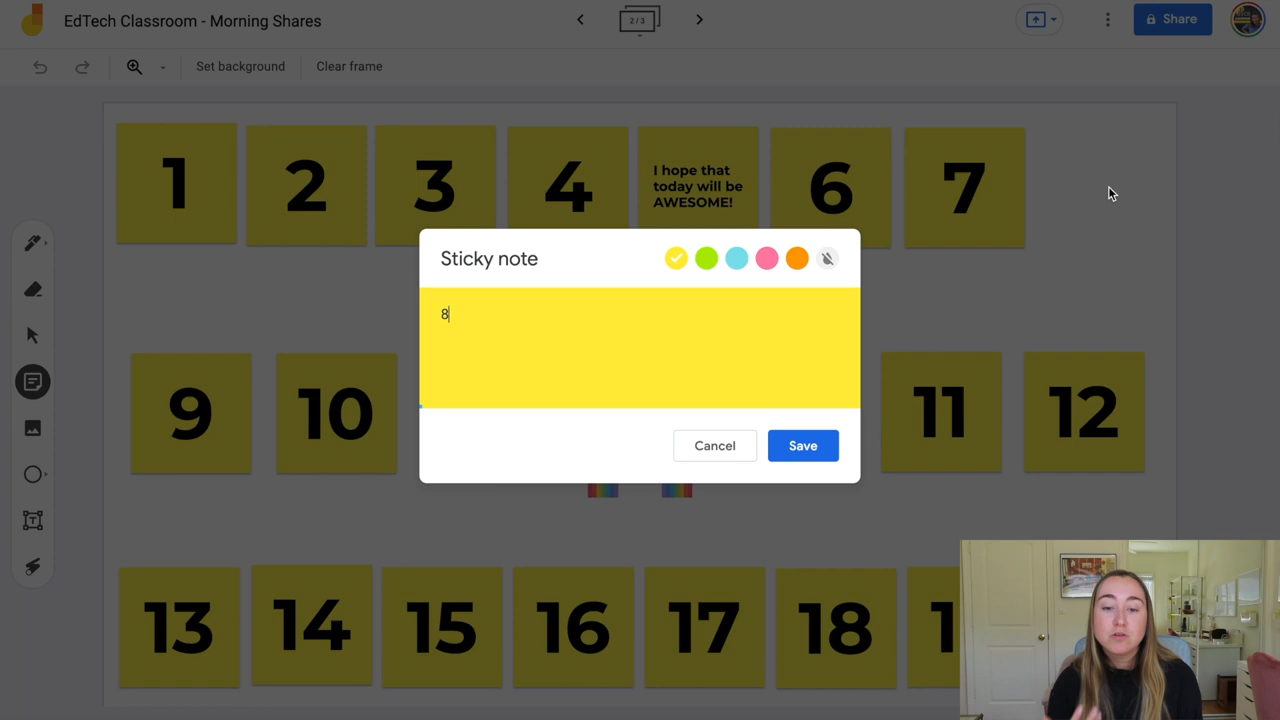 EdTech Classroom - Morning Shares
2/3
Share
Set background
Clear frame
1
2
3
4
I hope that
today will be
AWESOME!
6
7
Sticky note
8
9
10
11
12
Cancel
Save
13
14
15
16
17
18